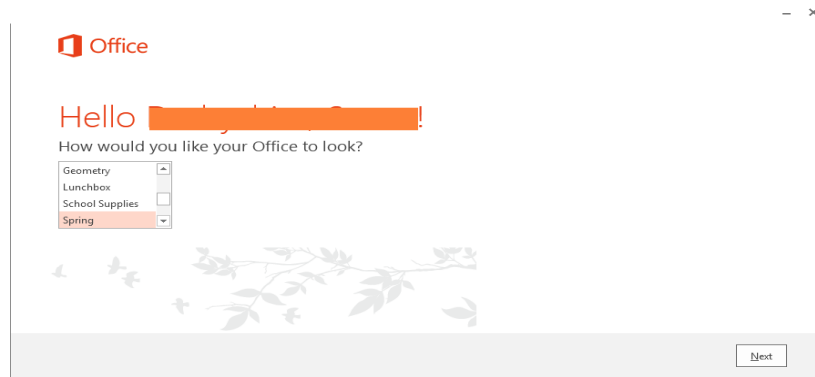 Office
Hello !
How would you like your Office to look?
Geometry
Lunchbox
School Supplies
Spring
Next